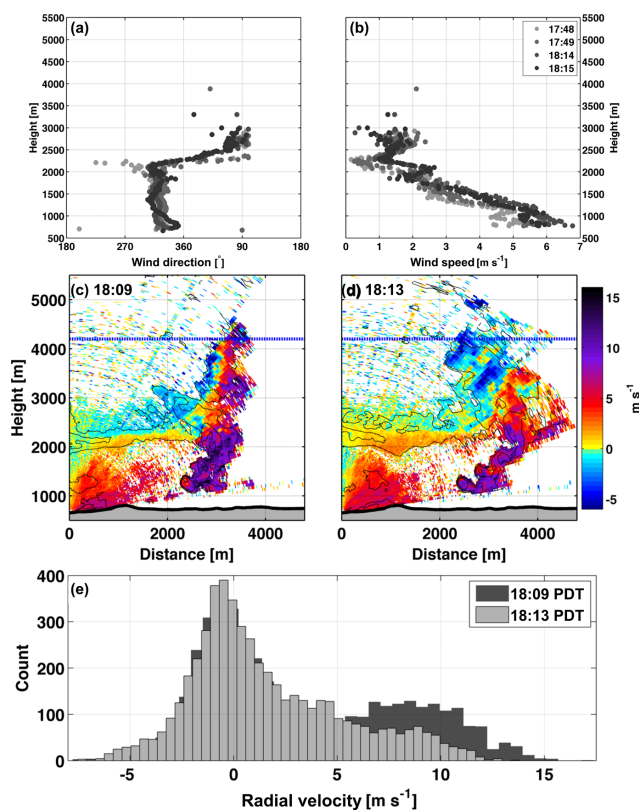 (a)
5500
5000
4500
4000
3500
3000
2500
2000
1500
1000
500
Height [m]
180 270 360 90 180
Wind direction [°]
(b)
17:48
17:49
18:14
18:15
Height [m]
5500
5000
4500
4000
3500
3000
2500
2000
1500
1000
500
0 1 2 3 4 5 6 7
Wind speed [m s-1]
(c) 18:09
5000
4000
3000
2000
1000
Height [m]
0 2000 4000
Distance [m]
(d) 18:13
0 2000 4000
Distance [m]
15
10
5
0
-5
m s-1
(e)
18:09 PDT
18:13 PDT
400
300
200
100
0
Count
-5 0 5 10 15
Radial velocity [m s-1]